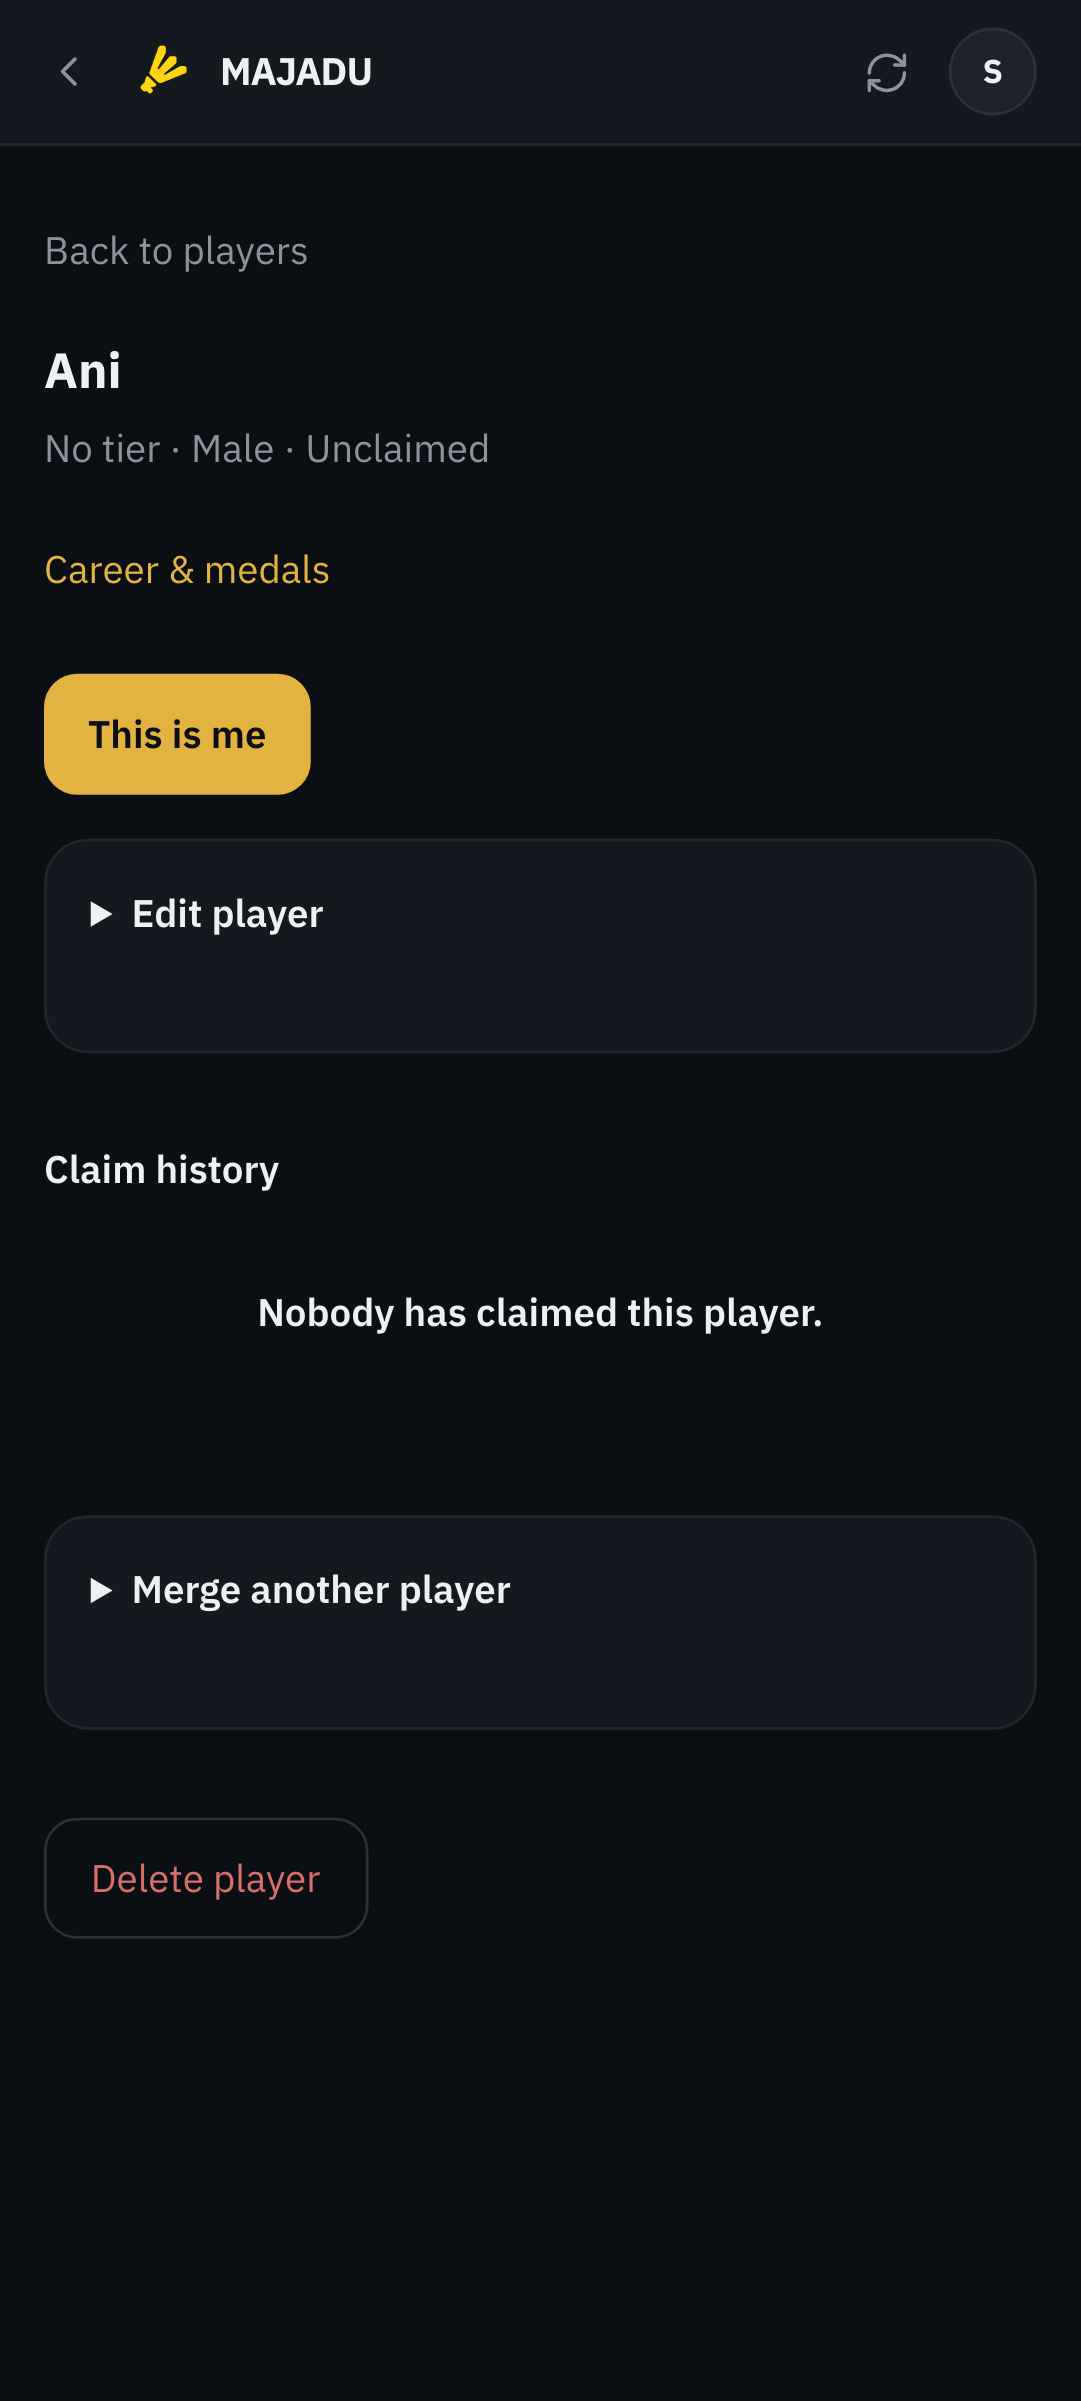 MAJADU
S
Back to players
Ani
No tier · Male · Unclaimed
Career & medals
This is me
Edit player
Claim history
Nobody has claimed this player.
Merge another player
Delete player